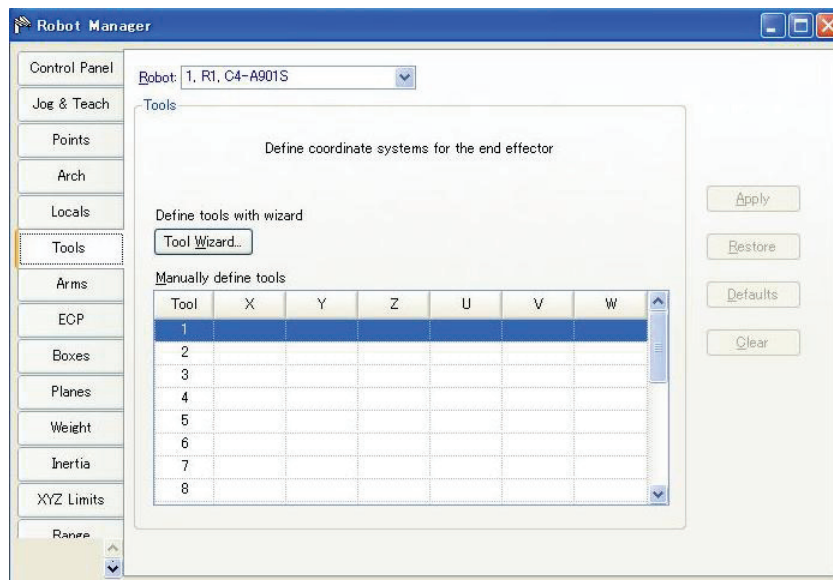 Robot Manager
Control Panel
Jog & Teach
Points
Arch
Locals
Tools
Arms
ECP
Boxes
Planes
Weight
Inertia
XYZ Limits
Range
Robot: 1, R1, C4-A901S
Tools
Define coordinate systems for the end effector
Define tools with wizard
Tool Wizard...
Manually define tools
Tool X Y Z U V W
1
2
3
4
5
6
7
8
Apply
Restore
Defaults
Clear